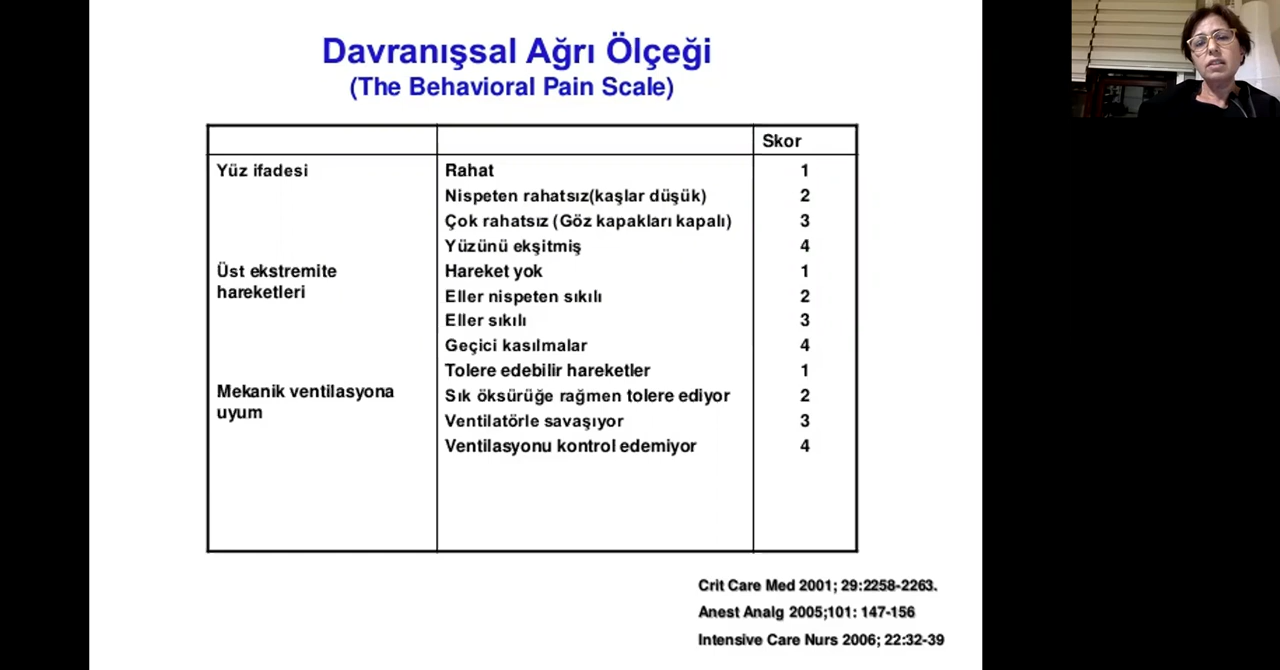 Davranışsal Ağrı Ölçeği
(The Behavioral Pain Scale)
Skor
Yüz ifadesi Rahat 1
Nispeten rahatsız(kaşlar düşük) 2
Çok rahatsız (Göz kapakları kapalı) 3
Yüzünü ekşitmiş 4
Üst ekstremite hareketleri Hareket yok 1
Eller nispeten sıkılı 2
Eller sıkılı 3
Geçici kasılmalar 4
Mekanik ventilasyona uyum Tolere edebilir hareketler 1
Sık öksürüğe rağmen tolere ediyor 2
Ventilatörle savaşıyor 3
Ventilasyonu kontrol edemiyor 4
Crit Care Med 2001; 29:2258-2263.
Anest Analg 2005;101: 147-156
Intensive Care Nurs 2006; 22:32-39